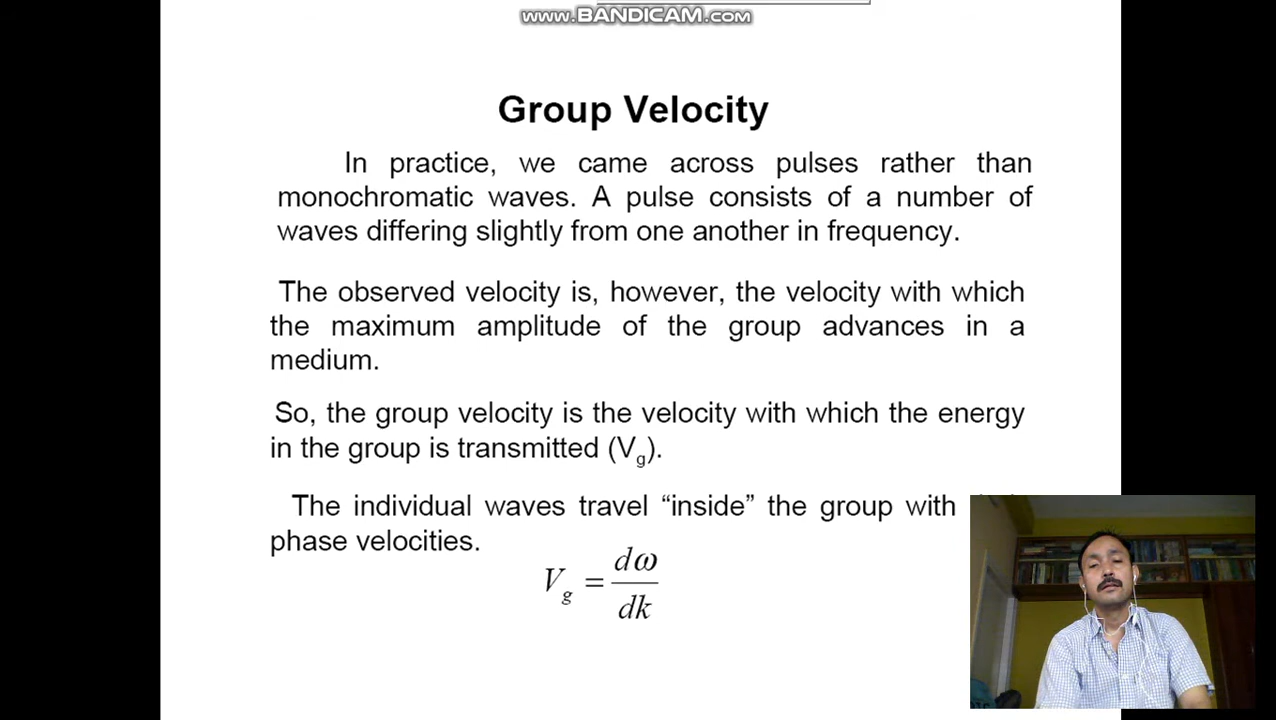 www.BANDICAM.com
Group Velocity
In practice, we came across pulses rather than
monochromatic waves. A pulse consists of a number of
waves differing slightly from one another in frequency.
The observed velocity is, however, the velocity with which
the maximum amplitude of the group advances in a
medium.
So, the group velocity is the velocity with which the energy
in the group is transmitted (Vg).
The individual waves travel “inside” the group with
phase velocities.
Vg = dω/dk